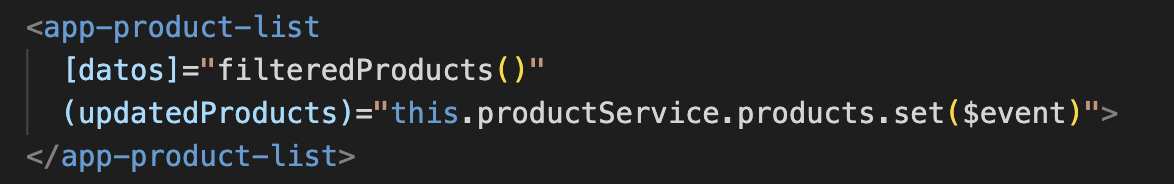 <app-product-list
[datos]="filteredProducts()"
(updatedProducts)="this.productService.products.set($event)">
</app-product-list>